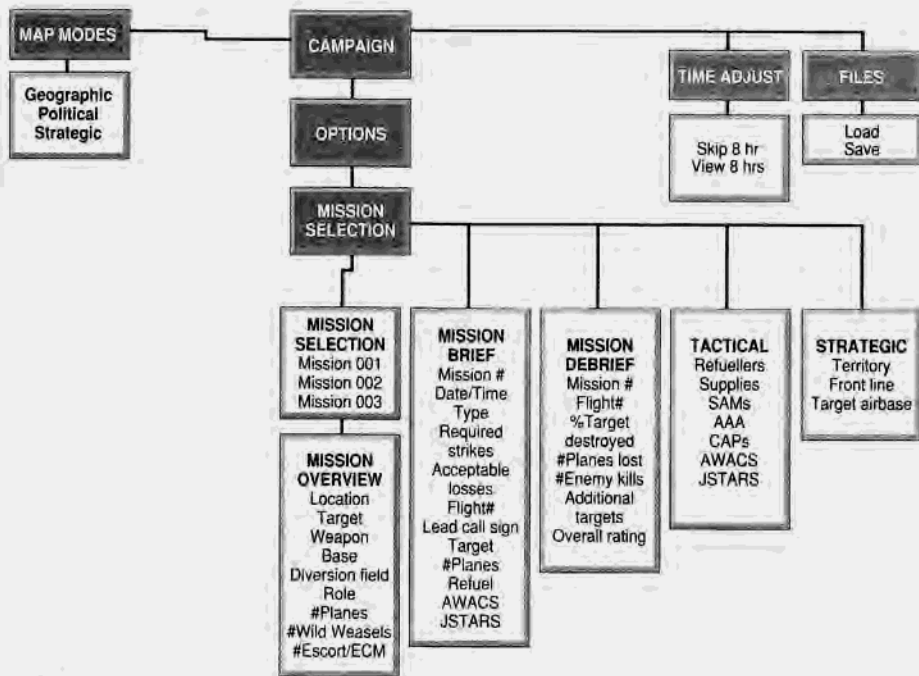 MAP MODES
Geographic
Political
Strategic
CAMPAIGN
TIME ADJUST
Skip 8 hr
View 8 hrs
FILES
Load
Save
OPTIONS
MISSION
SELECTION
MISSION
SELECTION
Mission 001
Mission 002
Mission 003
MISSION
OVERVIEW
Location
Target
Weapon
Base
Diversion field
Role
#Planes
#Wild Weasels
#Escort/ECM
MISSION
BRIEF
Mission #
Date/Time
Type
Required
strikes
Acceptable
losses
Flight#
Lead call sign
Target
#Planes
Refuel
AWACS
JSTARS
MISSION
DEBRIEF
Mission #
Flight#
%Target
destroyed
#Planes lost
#Enemy kills
Additional
targets
Overall rating
TACTICAL
Refuellers
Supplies
SAMs
AAA
CAPs
AWACS
JSTARS
STRATEGIC
Territory
Front line
Target airbase